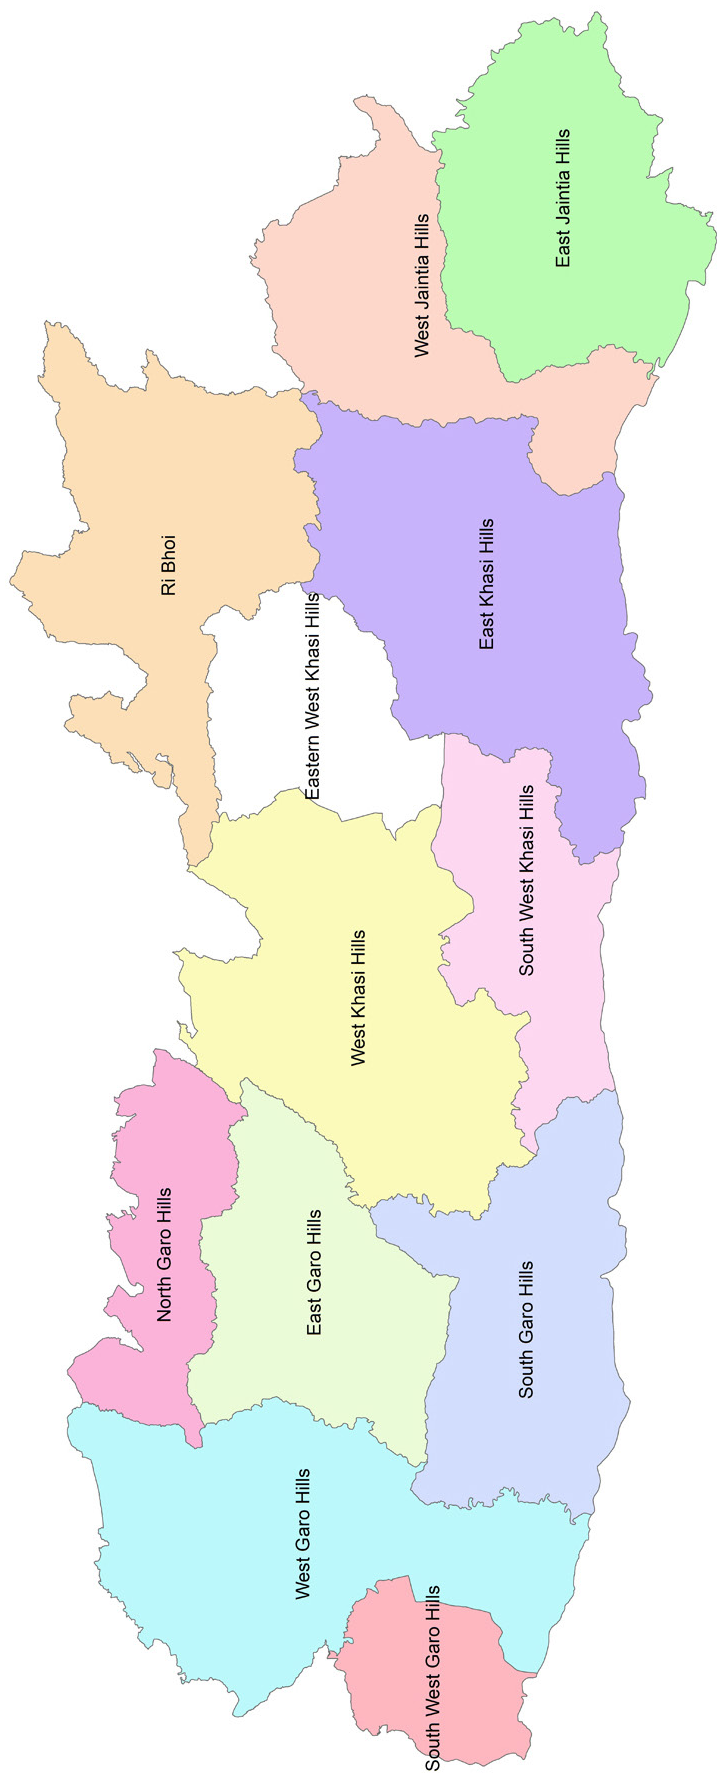 East Jaintia Hills
West Jaintia Hills
Ri Bhoi
East Khasi Hills
Eastern West Khasi Hills
South West Khasi Hills
West Khasi Hills
North Garo Hills
East Garo Hills
South Garo Hills
West Garo Hills
South West Garo Hills